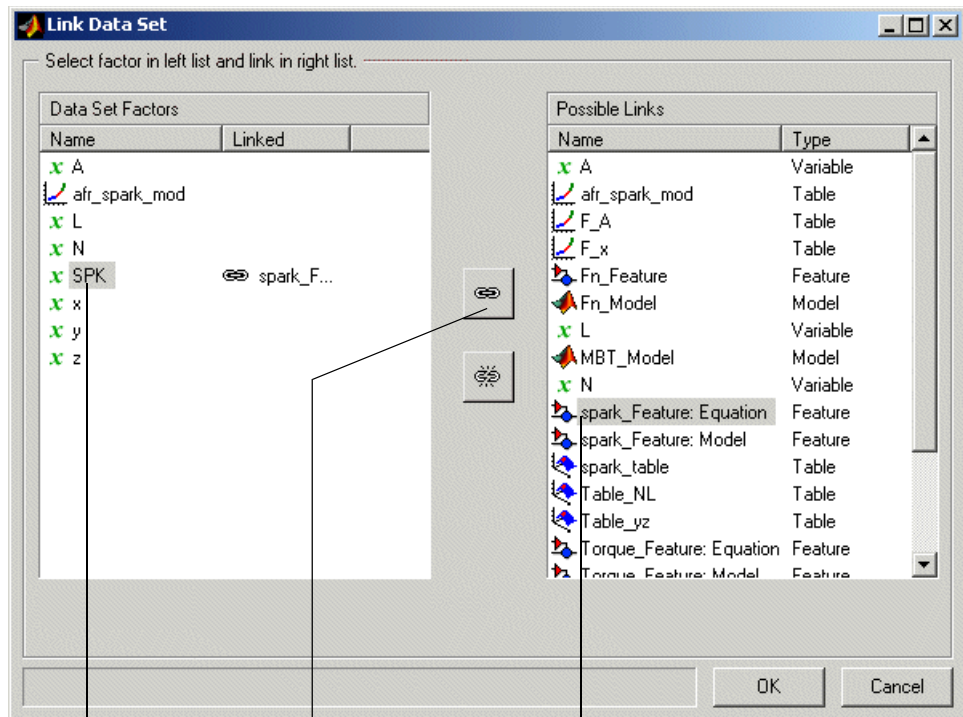 Link Data Set
Select factor in left list and link in right list.
Data Set Factors
Name Linked
x A
afr_spark_mod
x L
x N
x SPK spark_F...
x x
x y
x z
Possible Links
Name Type
x A Variable
afr_spark_mod Table
F_A Table
F_x Table
Fn_Feature Feature
Fn_Model Model
x L Variable
MBT_Model Model
x N Variable
spark_Feature: Equation Feature
spark_Feature: Model Feature
spark_table Table
Table_NL Table
Table_yz Table
Torque_Feature: Equation Feature
Torque_Feature: Model Feature
OK Cancel